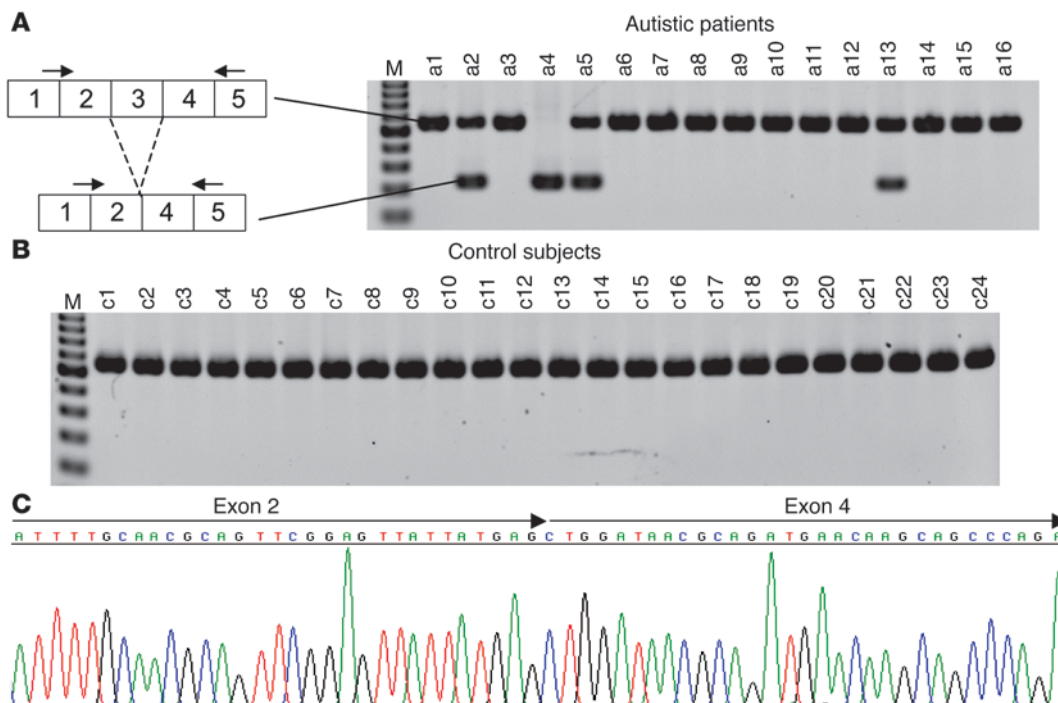 A
Autistic patients
M a1 a2 a3 a4 a5 a6 a7 a8 a9 a10 a11 a12 a13 a14 a15 a16
1 2 3 4 5
1 2 4 5
B
Control subjects
M c1 c2 c3 c4 c5 c6 c7 c8 c9 c10 c11 c12 c13 c14 c15 c16 c17 c18 c19 c20 c21 c22 c23 c24
C
Exon 2 Exon 4
A T T T T G C A A C G C A G T T C G G A G T T A T T A T G A G C T G G A T A A C G C A G A T G A A C A A G C A G C C C A G A